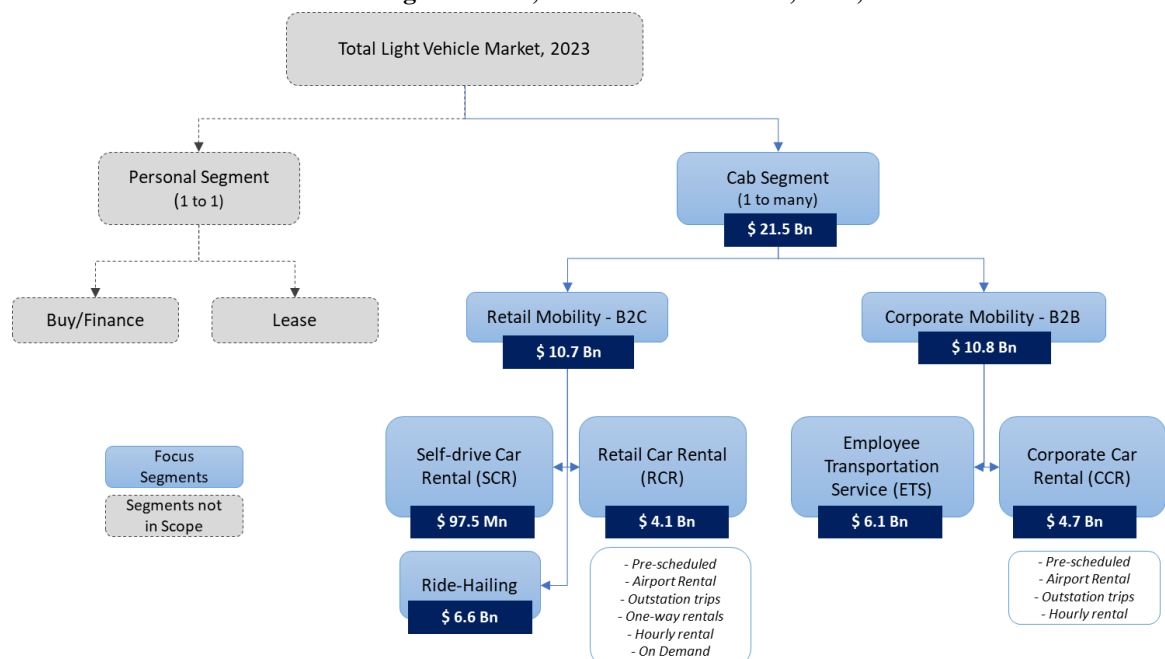 Total Light Vehicle Market, 2023
Personal Segment
(1 to 1)
Cab Segment
(1 to many)
$ 21.5 Bn
Buy/Finance
Lease
Retail Mobility - B2C
$ 10.7 Bn
Corporate Mobility - B2B
$ 10.8 Bn
Focus
Segments
Segments not
in Scope
Self-drive Car
Rental (SCR)
$ 97.5 Mn
Retail Car Rental
(RCR)
$ 4.1 Bn
Employee
Transportation
Service (ETS)
$ 6.1 Bn
Corporate Car
Rental (CCR)
$ 4.7 Bn
Ride-Hailing
$ 6.6 Bn
- Pre-scheduled
- Airport Rental
- Outstation trips
- One-way rentals
- Hourly rental
- On Demand
- Pre-scheduled
- Airport Rental
- Outstation trips
- Hourly rental